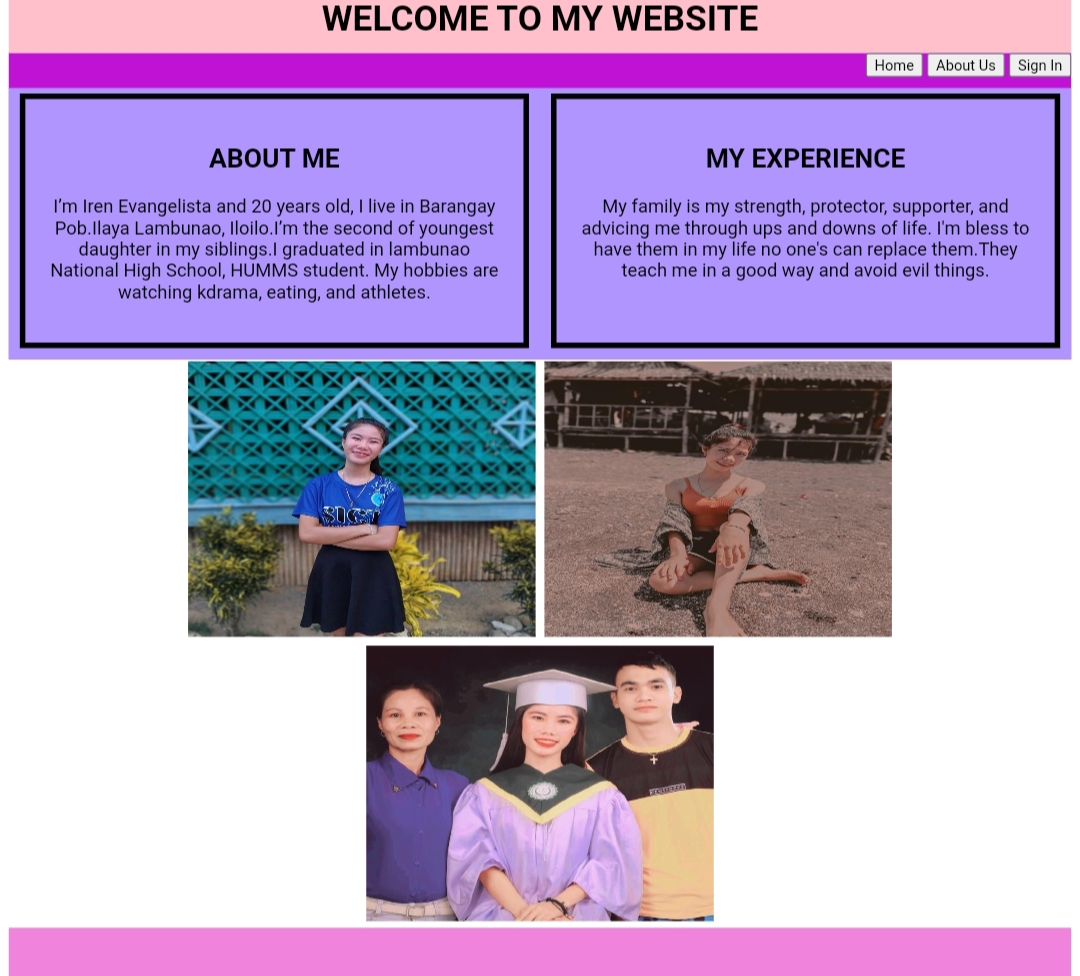 WELCOME TO MY WEBSITE
Home About Us Sign In
ABOUT ME
I’m Iren Evangelista and 20 years old, I live in Barangay
Pob.Ilaya Lambunao, Iloilo.I’m the second of youngest
daughter in my siblings.I graduated in lambunao
National High School, HUMMS student. My hobbies are
watching kdrama, eating, and athletes.
MY EXPERIENCE
My family is my strength, protector, supporter, and
advicing me through ups and downs of life. I'm bless to
have them in my life no one's can replace them.They
teach me in a good way and avoid evil things.